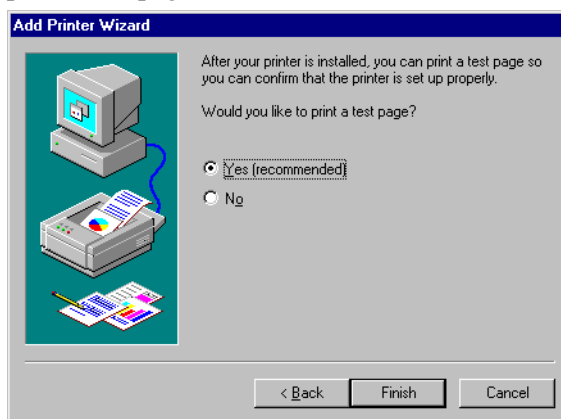 Add Printer Wizard
After your printer is installed, you can print a test page so
you can confirm that the printer is set up properly.
Would you like to print a test page?
Yes (recommended)
No
< Back
Finish
Cancel